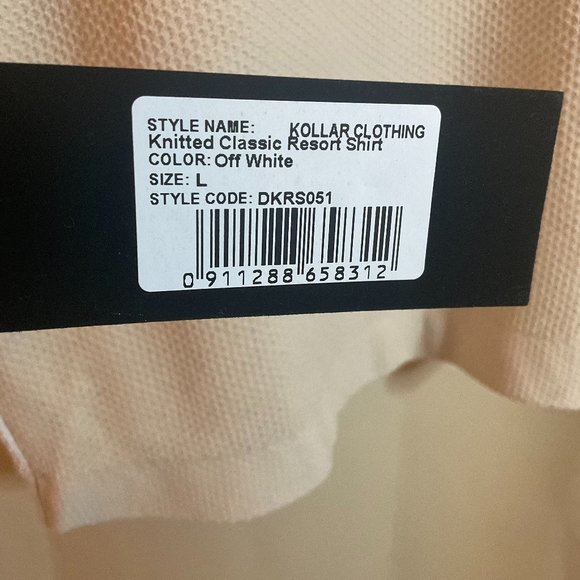 STYLE NAME: KOLLAR CLOTHING
Knitted Classic Resort Shirt
COLOR: Off White
SIZE: L
STYLE CODE: DKRS051
0 911288 658312